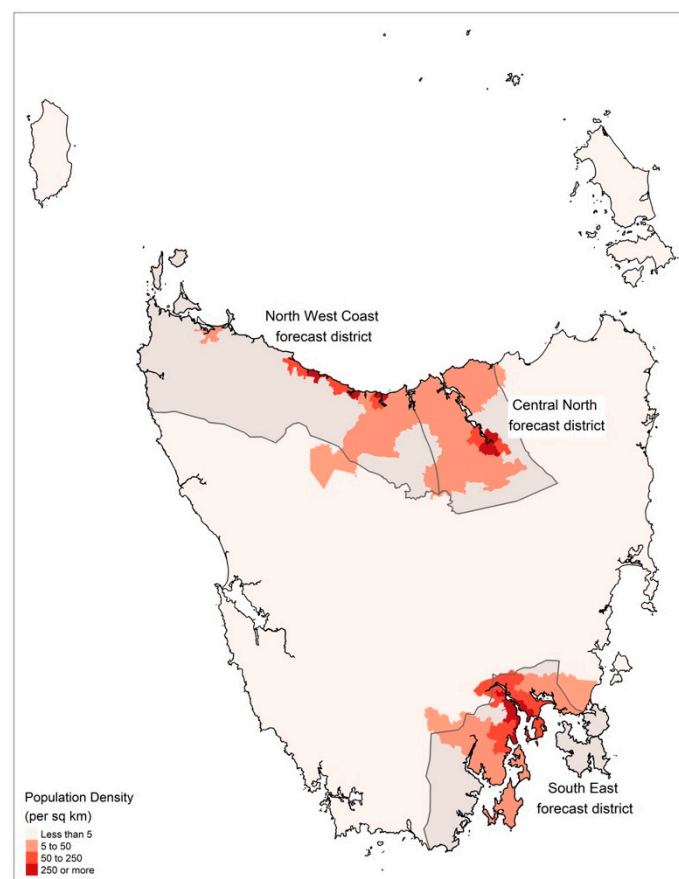 North West Coast
forecast district
Central North
forecast district
South East
forecast district
Population Density
(per sq km)
Less than 5
5 to 50
50 to 250
250 or more